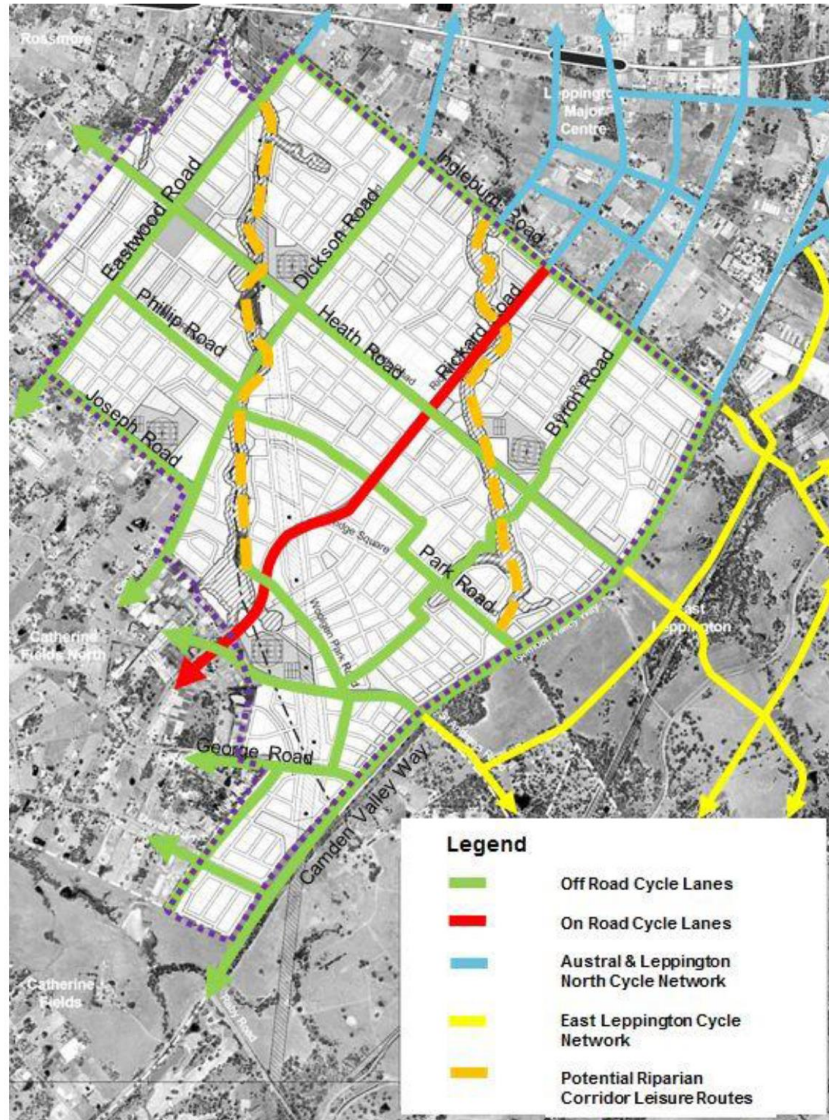 Rossmore
Leppington
Major
Centre
Ingleburn Road
Eastwood Road
Dickson Road
Phillip Road
Heath Road
Rickard Road
Byron Road
Joseph Road
Park Road
Western Park Road
East
Leppington
Catherine
Fields North
George Road
Camden Valley Way
Catherine
Fields
Legend
Off Road Cycle Lanes
On Road Cycle Lanes
Austral & Leppington
North Cycle Network
East Leppington Cycle
Network
Potential Riparian
Corridor Leisure Routes